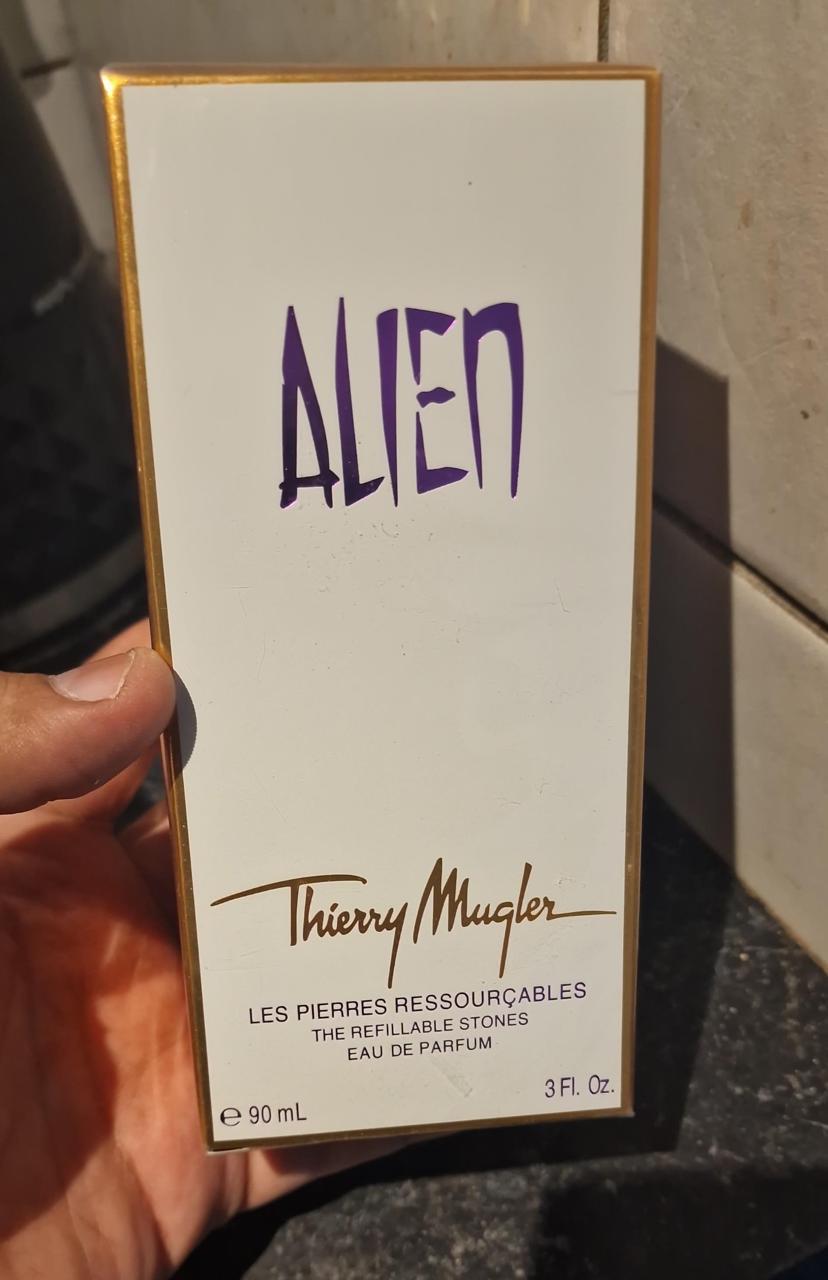 ALIEN
Thierry Mugler
LES PIERRES RESSOURÇABLES
THE REFILLABLE STONES
EAU DE PARFUM
3 Fl. Oz.
℮ 90 mL